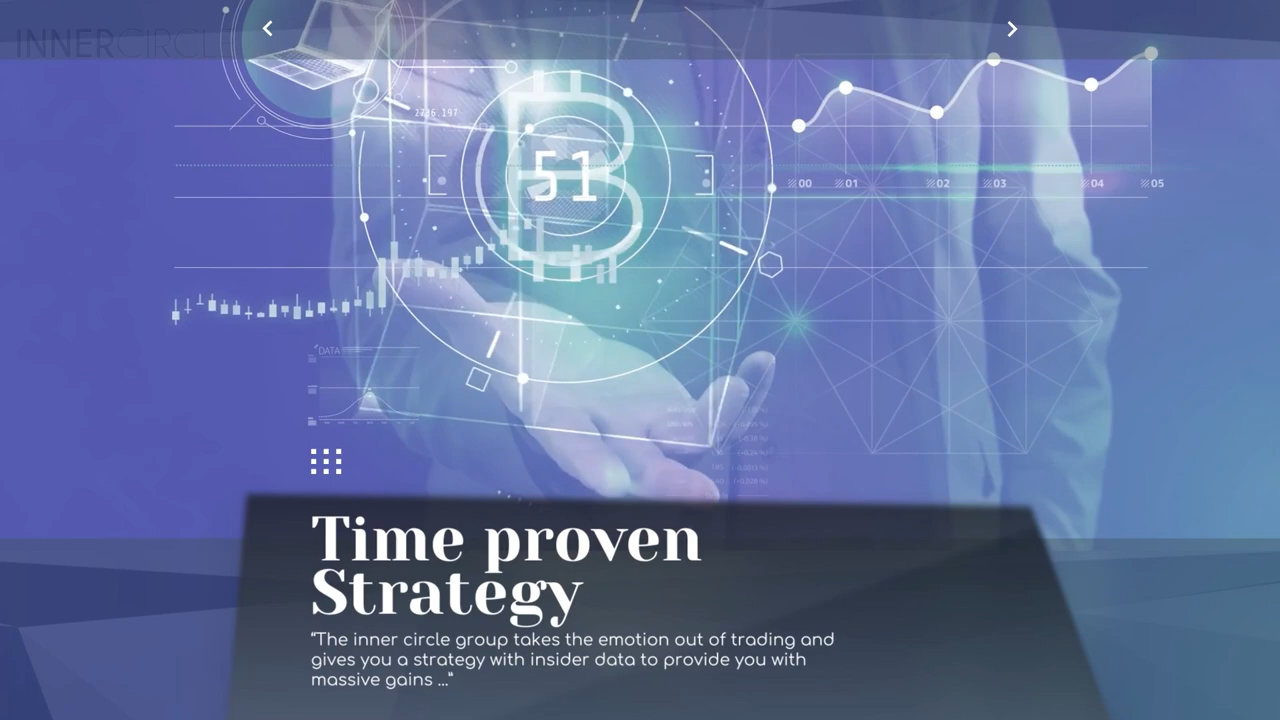 INNERCIRCL
2736.197
51
00 01 02 03 04 05
DATA
Time proven
Strategy
“The inner circle group takes the emotion out of trading and
gives you a strategy with insider data to provide you with
massive gains ...”